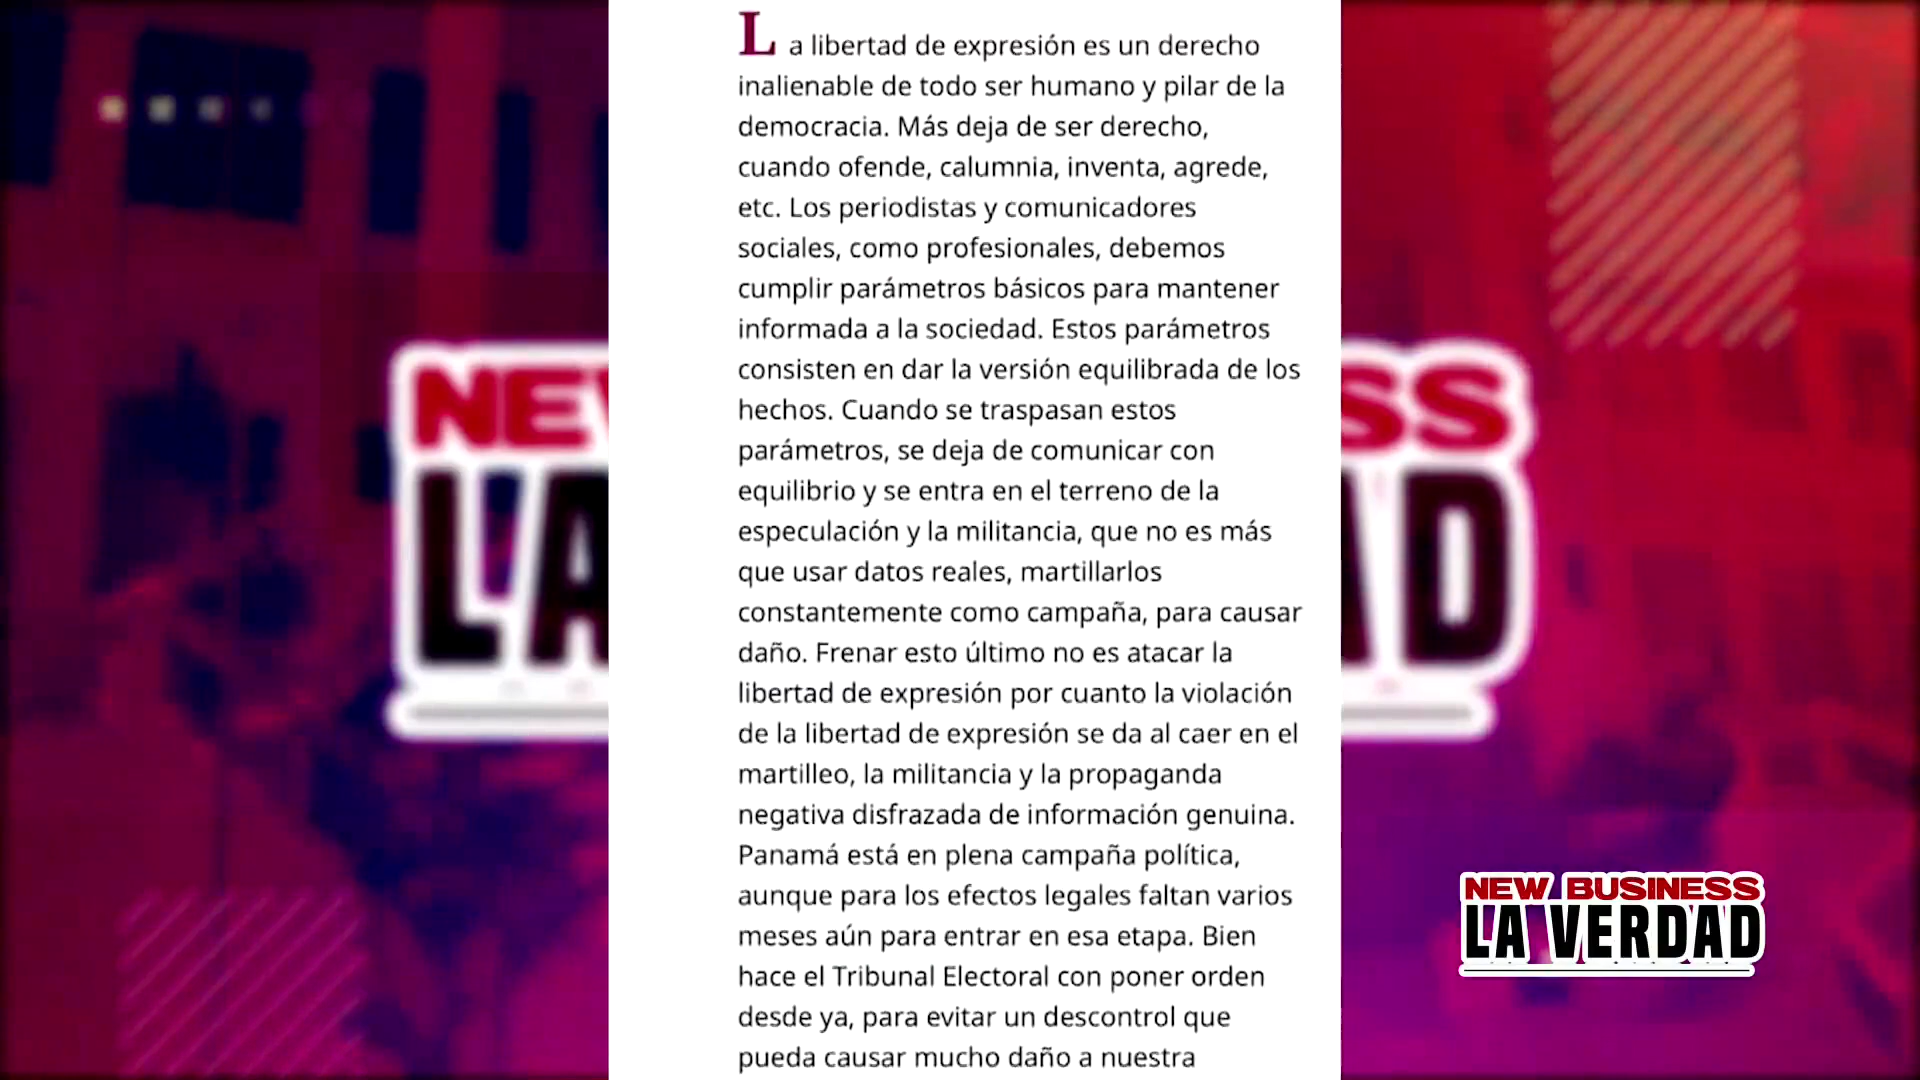 La libertad de expresión es un derecho
inalienable de todo ser humano y pilar de la
democracia. Más deja de ser derecho,
cuando ofende, calumnia, inventa, agrede,
etc. Los periodistas y comunicadores
sociales, como profesionales, debemos
cumplir parámetros básicos para mantener
informada a la sociedad. Estos parámetros
consisten en dar la versión equilibrada de los
hechos. Cuando se traspasan estos
parámetros, se deja de comunicar con
equilibrio y se entra en el terreno de la
especulación y la militancia, que no es más
que usar datos reales, martillarlos
constantemente como campaña, para causar
daño. Frenar esto último no es atacar la
libertad de expresión por cuanto la violación
de la libertad de expresión se da al caer en el
martilleo, la militancia y la propaganda
negativa disfrazada de información genuina.
Panamá está en plena campaña política,
aunque para los efectos legales faltan varios
meses aún para entrar en esa etapa. Bien
hace el Tribunal Electoral con poner orden
desde ya, para evitar un descontrol que
pueda causar mucho daño a nuestra
NEW BUSINESS
LA VERDAD